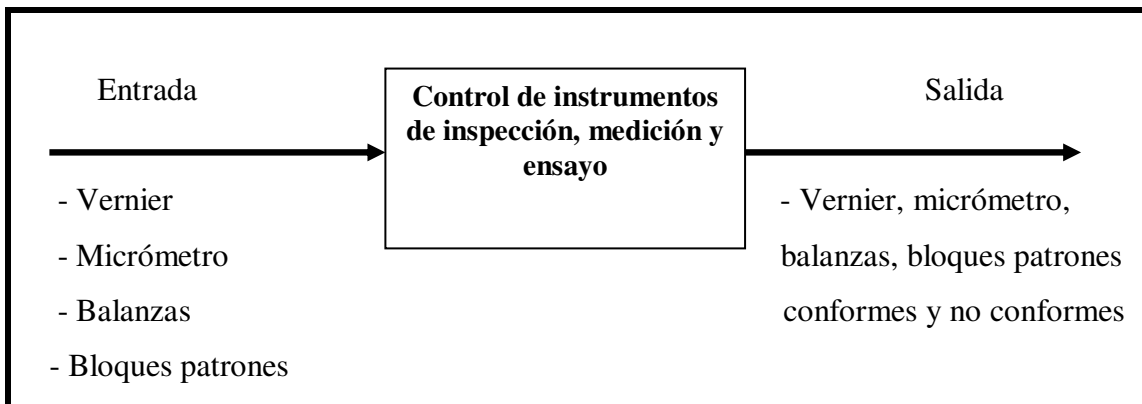 Entrada
- Vernier
- Micrómetro
- Balanzas
- Bloques patrones
Control de instrumentos
de inspección, medición y
ensayo
Salida
- Vernier, micrómetro,
balanzas, bloques patrones
conformes y no conformes